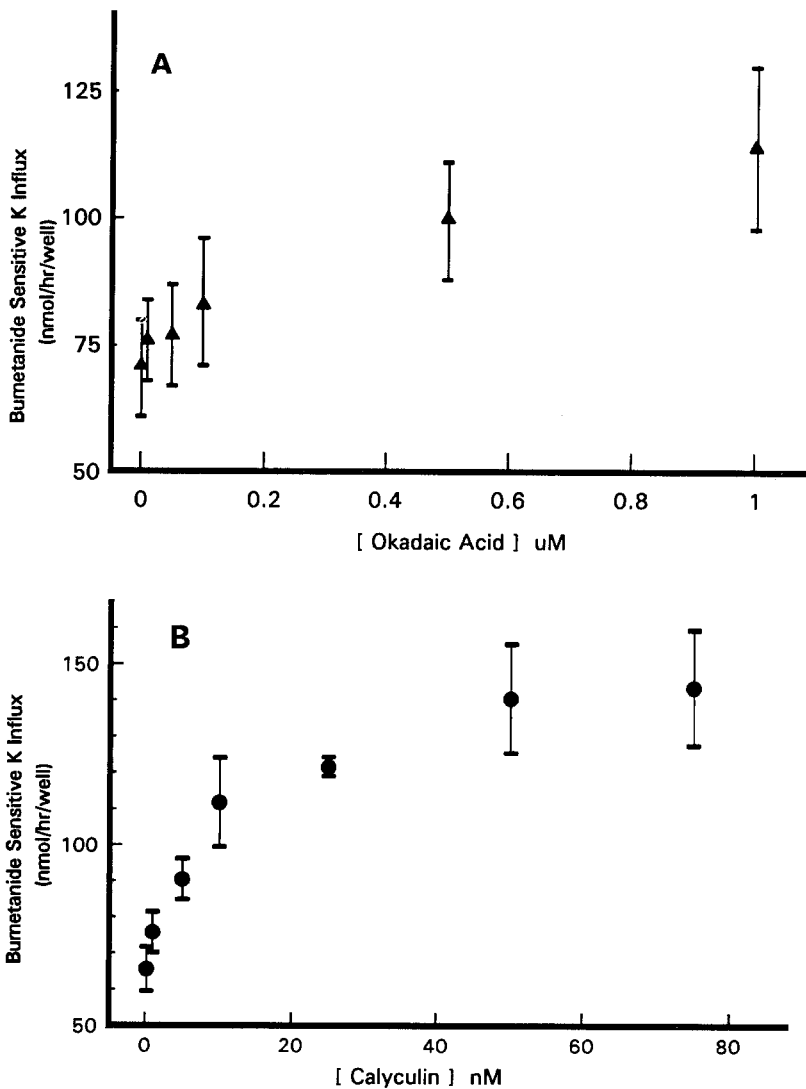 A
Bumetanide Sensitive K Influx
(nmol/hr/well)
125
100
75
50
0 0.2 0.4 0.6 0.8 1
[ Okadaic Acid ] uM
B
Bumetanide Sensitive K Influx
(nmol/hr/well)
150
100
50
0 20 40 60 80
[ Calyculin ] nM